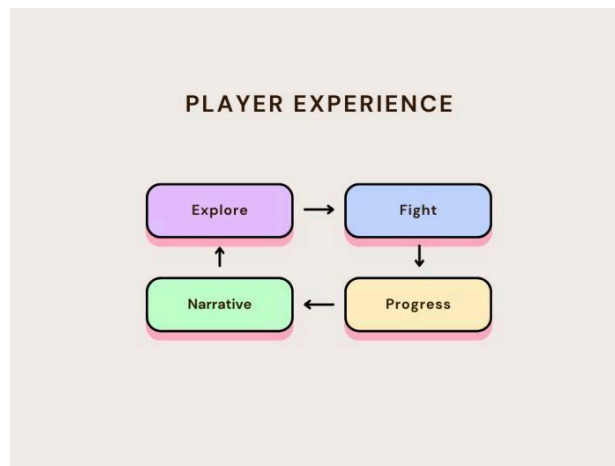 PLAYER EXPERIENCE
Explore
Fight
Narrative
Progress